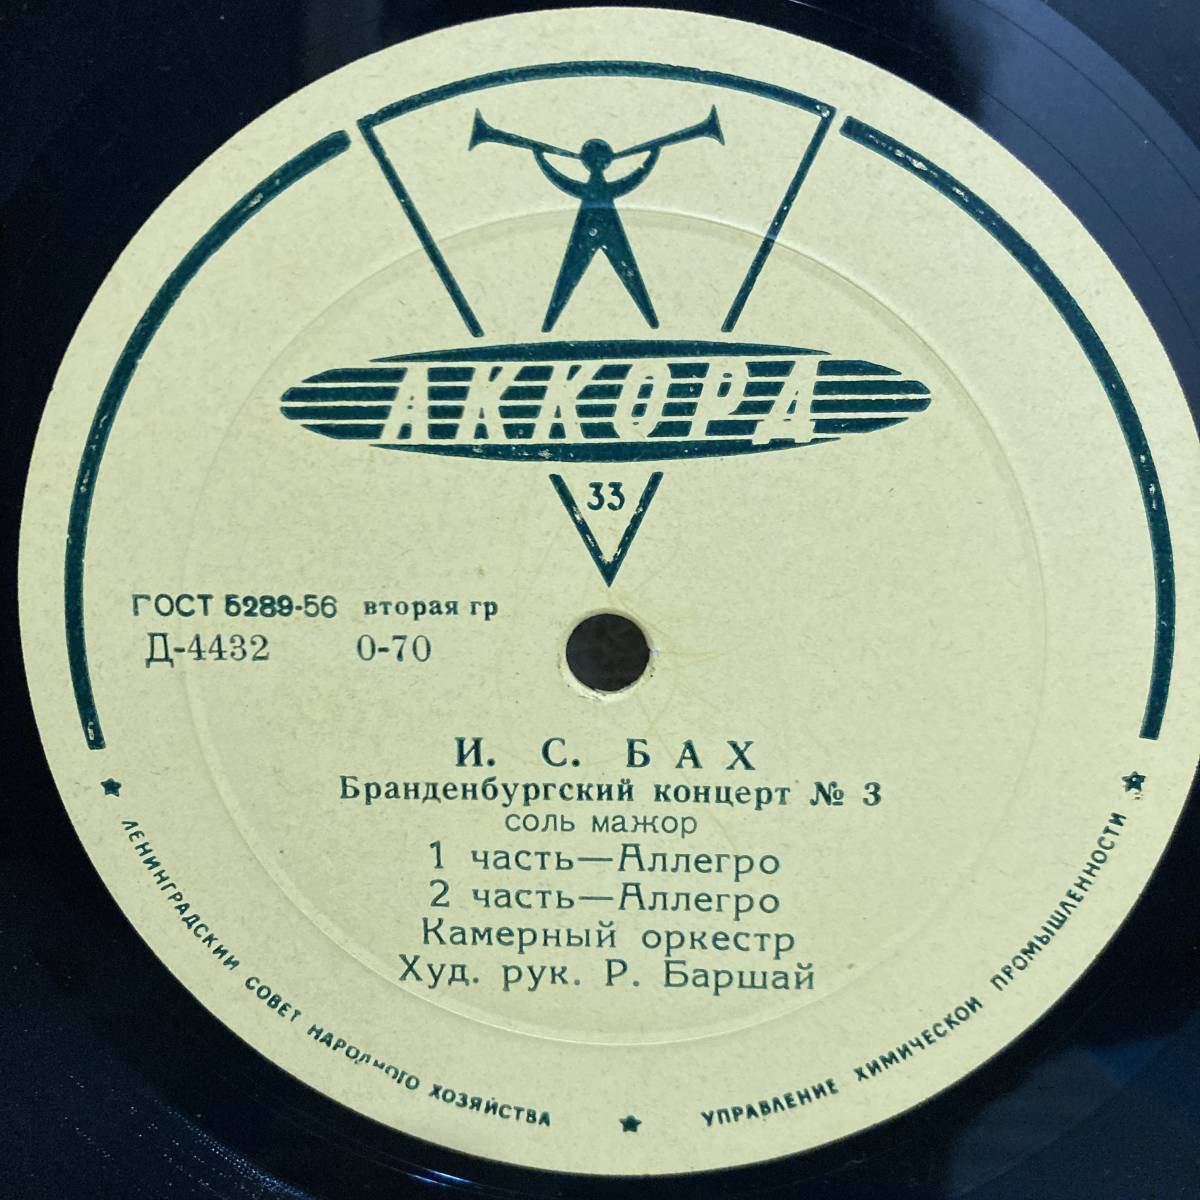 АККОРД
33
ГОСТ 5289-56 вторая гр
Д-4432 0-70
И. С. БАХ
Бранденбургский концерт № 3
соль мажор
1 часть—Аллегро
2 часть—Аллегро
Камерный оркестр
Худ. рук. Р. Баршай
ЛЕНИНГРАДСКИЙ СОВЕТ НАРОДНОГО ХОЗЯЙСТВА
УПРАВЛЕНИЕ ХИМИЧЕСКОЙ ПРОМЫШЛЕННОСТИ